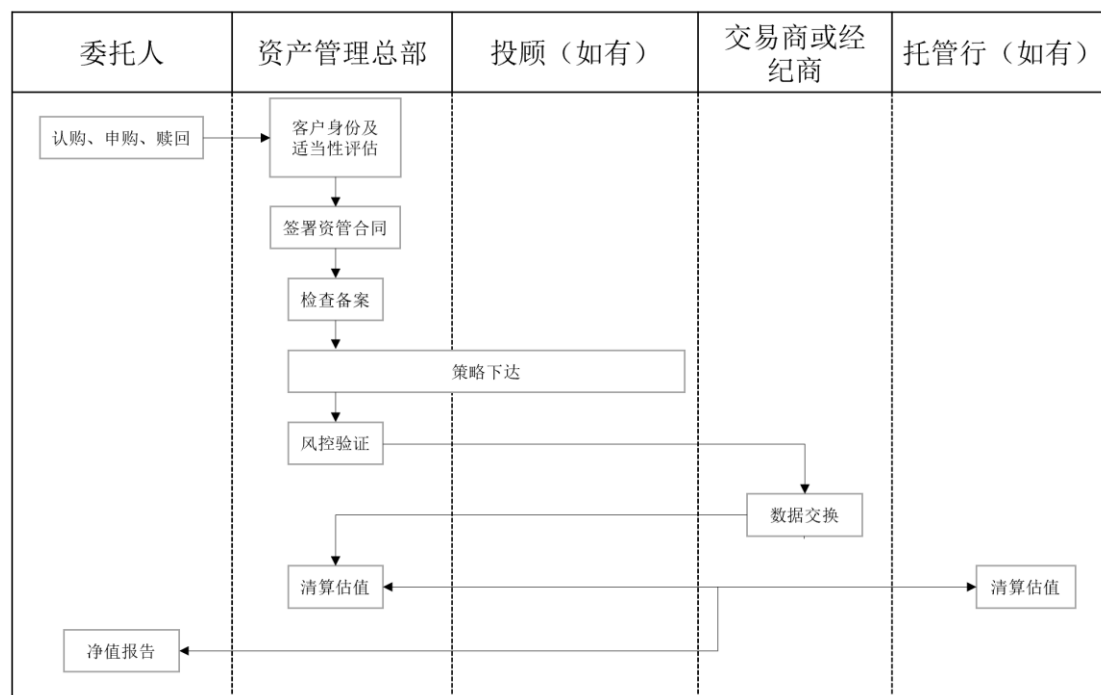 委托人
资产管理总部
投顾（如有）
交易商或经
纪商
托管行（如有）
认购、申购、赎回
客户身份及
适当性评估
签署资管合同
检查备案
策略下达
风控验证
数据交换
清算估值
清算估值
净值报告